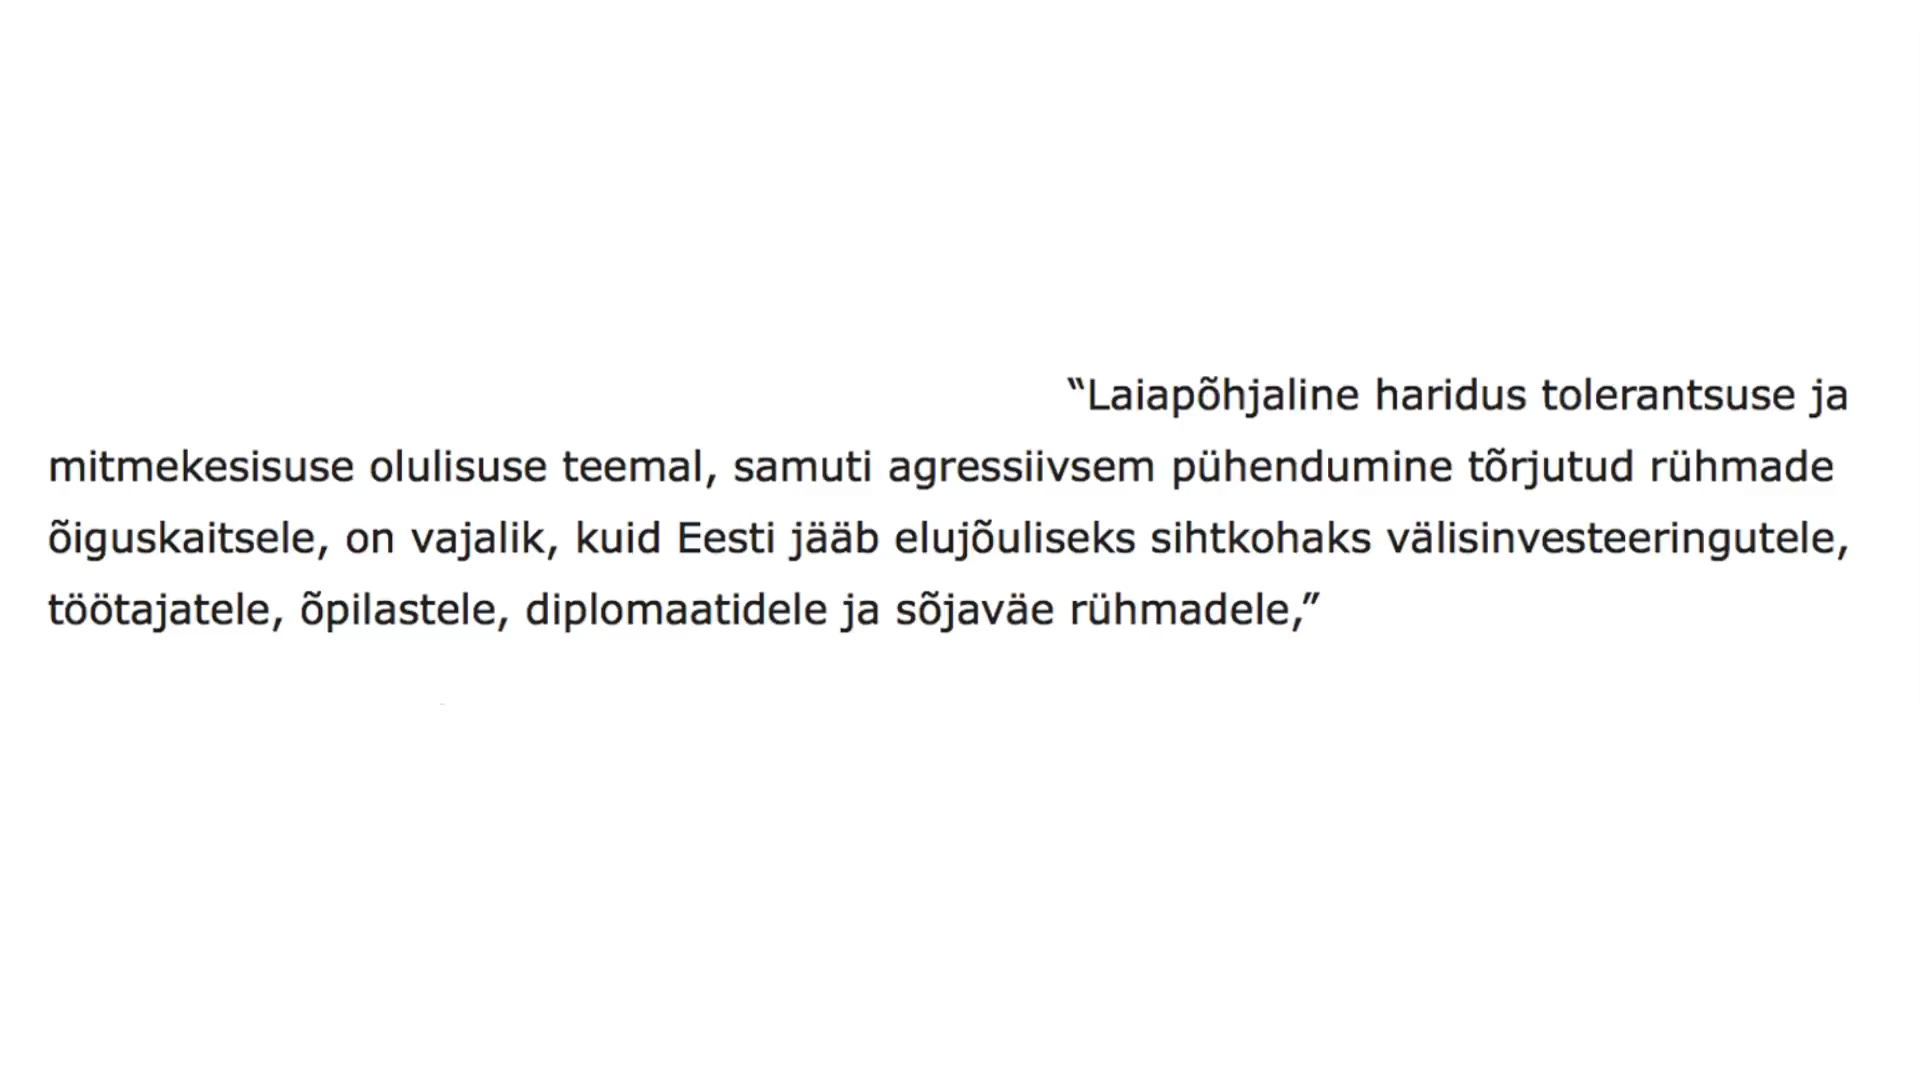 “Laiapõhjaline haridus tolerantsuse ja
mitmekesisuse olulisuse teemal, samuti agressiivsem pühendumine tõrjutud rühmade
õiguskaitsele, on vajalik, kuid Eesti jääb elujõuliseks sihtkohaks välisinvesteeringutele,
töötajatele, õpilastele, diplomaatidele ja sõjaväe rühmadele,”